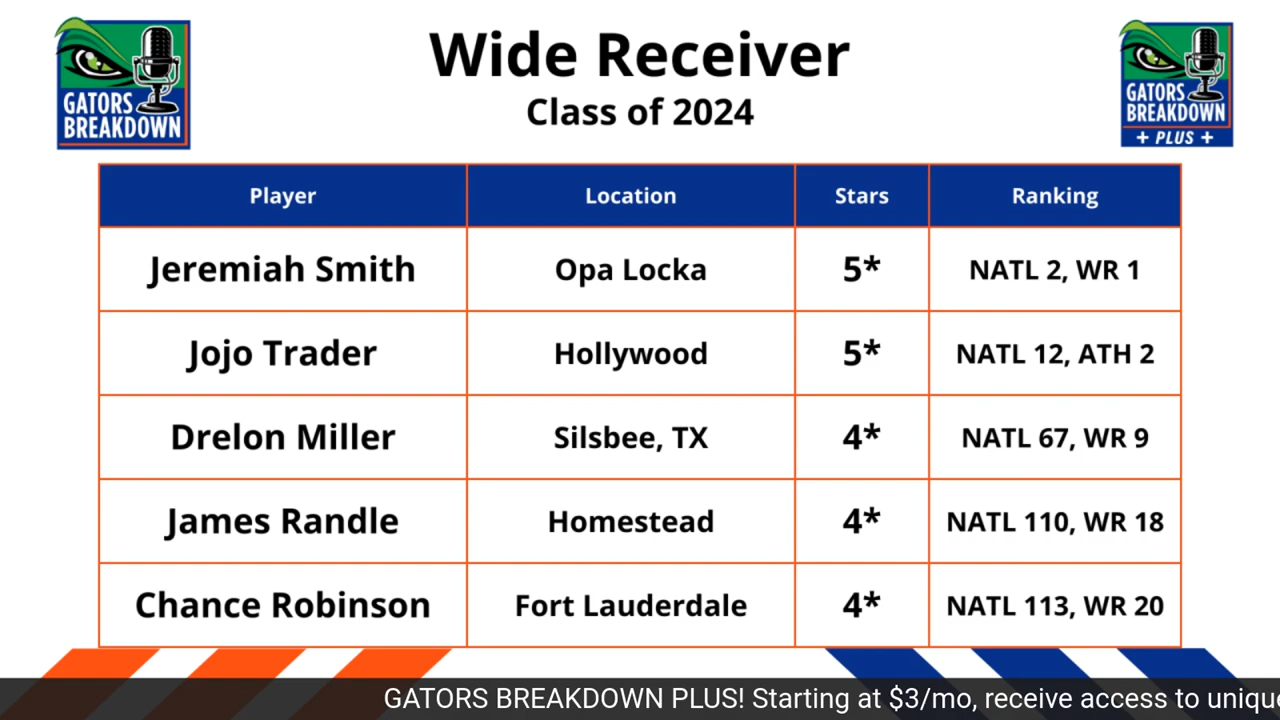 GATORS
BREAKDOWN
Wide Receiver
Class of 2024
GATORS
BREAKDOWN
+ PLUS +
Player Location Stars Ranking
Jeremiah Smith Opa Locka 5* NATL 2, WR 1
Jojo Trader Hollywood 5* NATL 12, ATH 2
Drelon Miller Silsbee, TX 4* NATL 67, WR 9
James Randle Homestead 4* NATL 110, WR 18
Chance Robinson Fort Lauderdale 4* NATL 113, WR 20
GATORS BREAKDOWN PLUS! Starting at $3/mo, receive access to uniqu